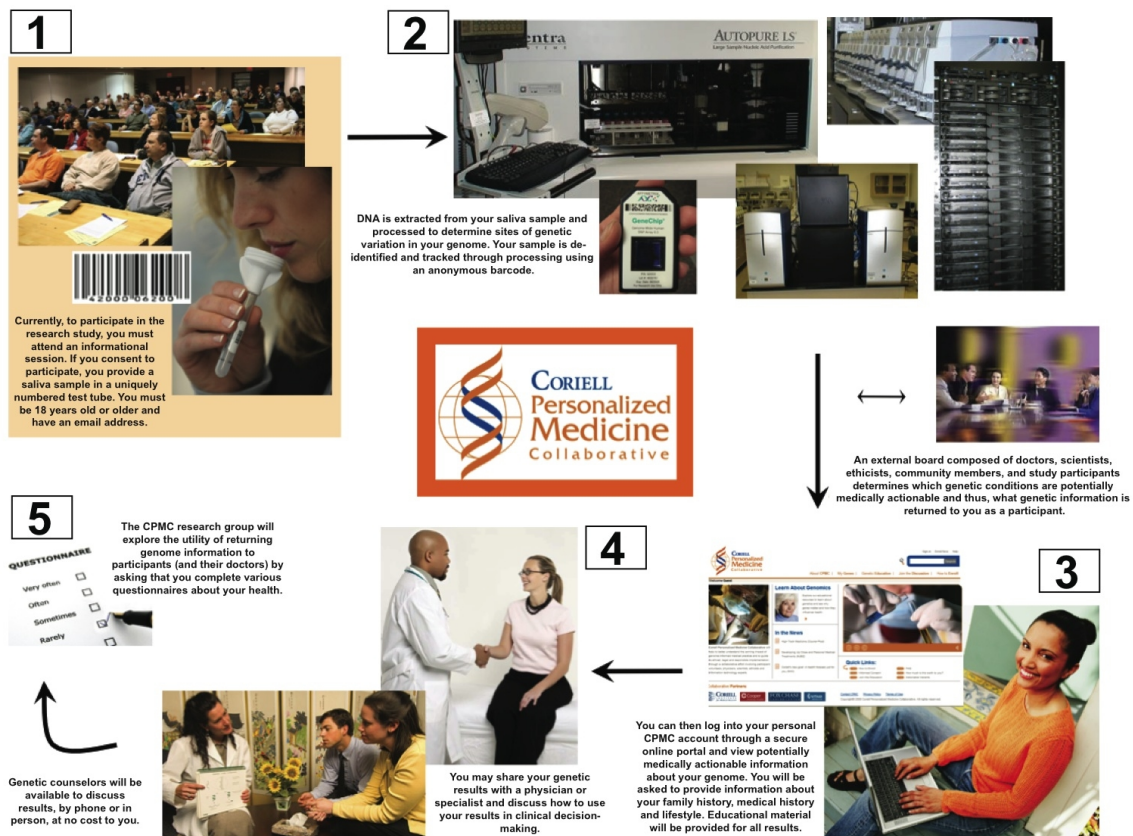 1
42000 06200
Currently, to participate in the
research study, you must
attend an informational
session. If you consent to
participate, you provide a
saliva sample in a uniquely
numbered test tube. You must
be 18 years old or older and
have an email address.
2
entra
SYSTEMS
AUTOPURE LS
Large Sample Nucleic Acid Purification
GeneChip
DNA is extracted from your saliva sample and
processed to determine sites of genetic
variation in your genome. Your sample is de-
identified and tracked through processing using
an anonymous barcode.
CORIELL
Personalized
Medicine
Collaborative
An external board composed of doctors, scientists,
ethicists, community members, and study participants
determines which genetic conditions are potentially
medically actionable and thus, what genetic information is
returned to you as a participant.
3
CORIELL
Personalized
Medicine
Collaborative
Learn About Genomics
In the News
Quick Links:
Collaborative Partners
You can then log into your personal
CPMC account through a secure
online portal and view potentially
medically actionable information
about your genome. You will be
asked to provide information about
your family history, medical history
and lifestyle. Educational material
will be provided for all results.
4
You may share your genetic
results with a physician or
specialist and discuss how to use
your results in clinical decision-
making.
Genetic counselors will be
available to discuss
results, by phone or in
person, at no cost to you.
5
The CPMC research group will
explore the utility of returning
genome information to
participants (and their doctors) by
asking that you complete various
questionnaires about your health.
QUESTIONNAIRE
Very often
Often
Sometimes
Rarely